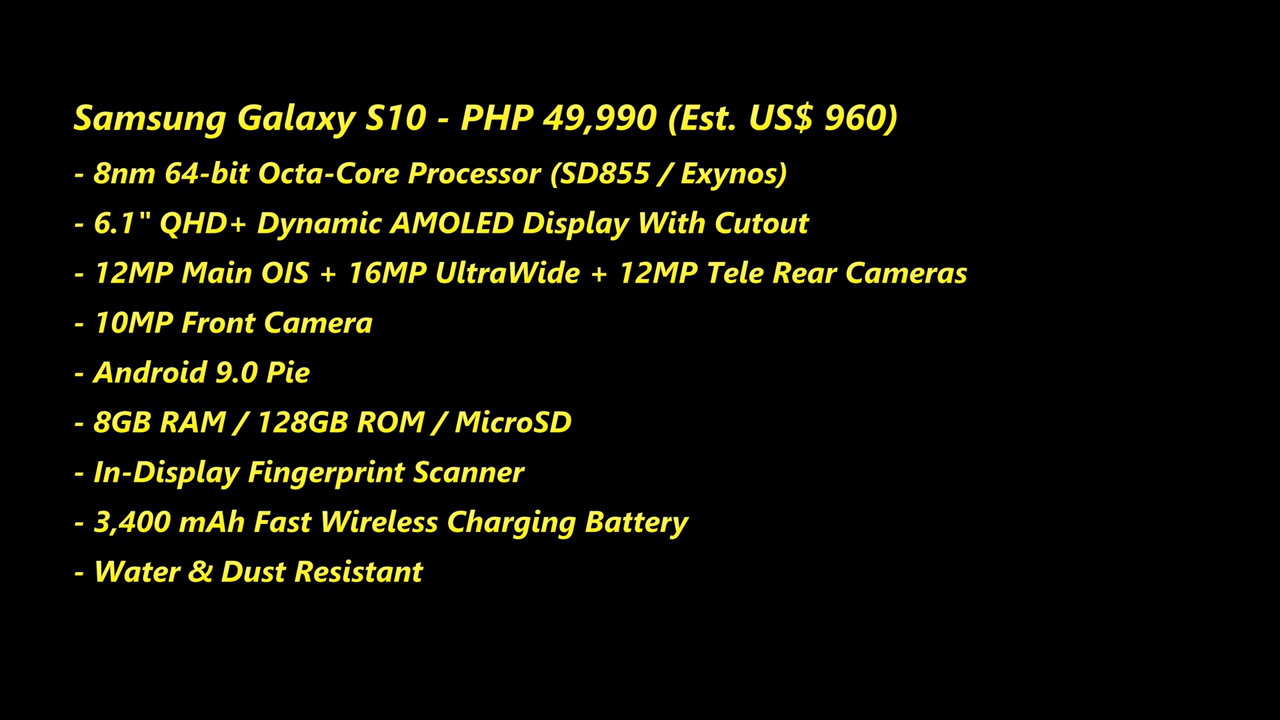 Samsung Galaxy S10 - PHP 49,990 (Est. US$ 960)
- 8nm 64-bit Octa-Core Processor (SD855 / Exynos)
- 6.1" QHD+ Dynamic AMOLED Display With Cutout
- 12MP Main OIS + 16MP UltraWide + 12MP Tele Rear Cameras
- 10MP Front Camera
- Android 9.0 Pie
- 8GB RAM / 128GB ROM / MicroSD
- In-Display Fingerprint Scanner
- 3,400 mAh Fast Wireless Charging Battery
- Water & Dust Resistant